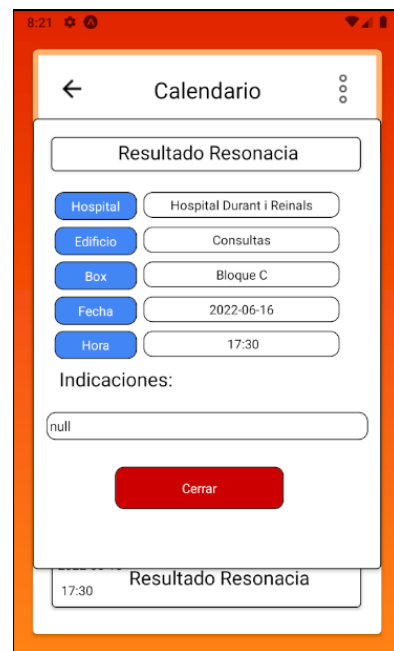 8:21
Calendario
Resultado Resonacia
Hospital Hospital Durant i Reinals
Edificio Consultas
Box Bloque C
Fecha 2022-06-16
Hora 17:30
Indicaciones:
null
Cerrar
17:30 Resultado Resonacia